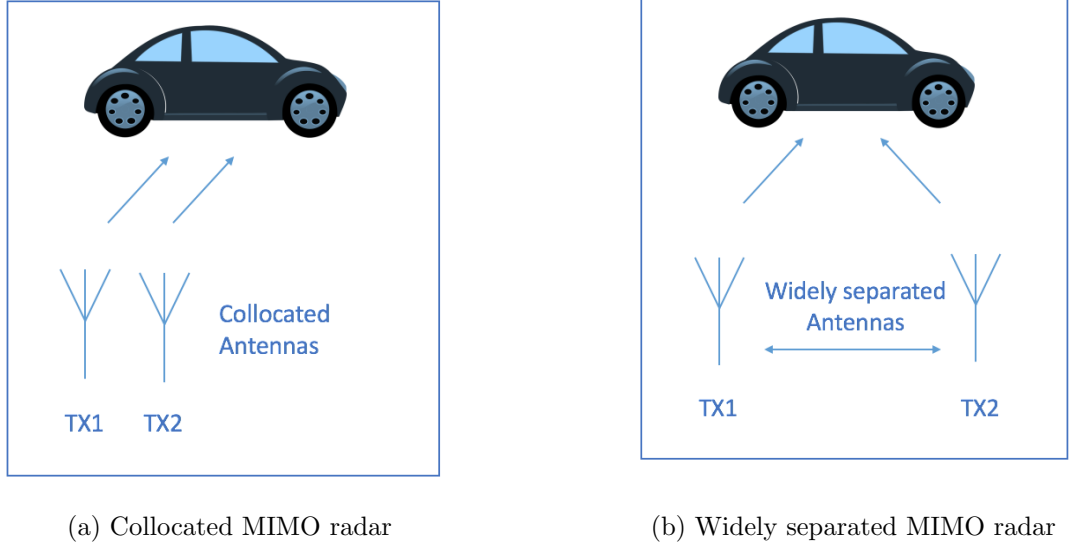 Collocated
Antennas
TX1
TX2
(a) Collocated MIMO radar
Widely separated
Antennas
TX1
TX2
(b) Widely separated MIMO radar